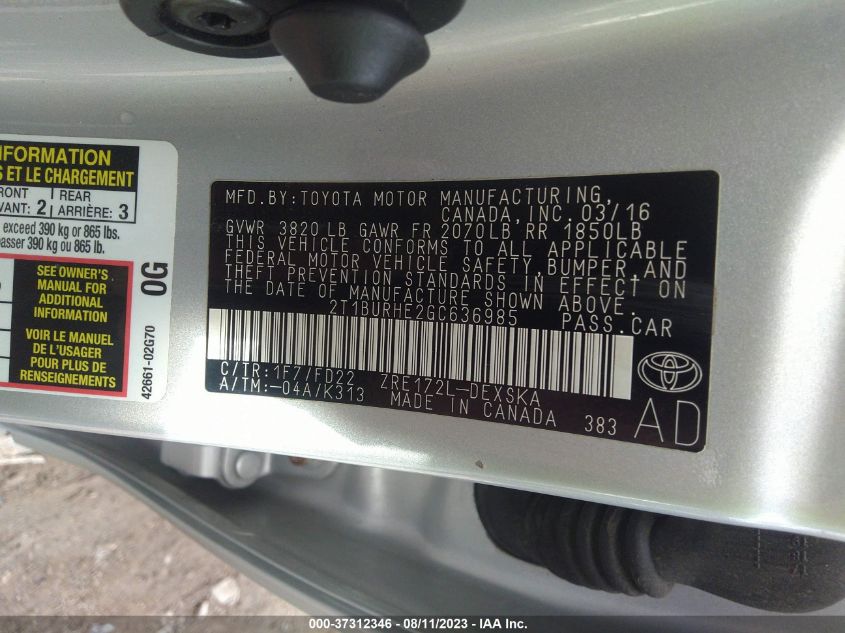 NFORMATION
S ET LE CHARGEMENT
RONT
VANT: 2
REAR
ARRIÈRE: 3
exceed 390 kg or 865 lbs.
passer 390 kg ou 865 lb.
SEE OWNER'S
MANUAL FOR
ADDITIONAL
INFORMATION
VOIR LE MANUEL
DE L'USAGER
POUR PLUS DE
RENSEIGNEMENTS
0G
42661-02G70
MFD.BY:TOYOTA MOTOR MANUFACTURING,
CANADA,INC.03/16
GVWR 3820 LB GAWR FR 2070LB RR 1850LB
THIS VEHICLE CONFORMS TO ALL APPLICABLE
FEDERAL MOTOR VEHICLE SAFETY,BUMPER,AND
THEFT PREVENTION STANDARDS IN EFFECT ON
THE DATE OF MANUFACTURE SHOWN ABOVE.
2T1BURHE2GC636985 PASS.CAR
C/TR:1F7/FD22 ZRE172L-DEXSKA
A/TM:-04A/K313 MADE IN CANADA 383
AD
000-37312346 - 08/11/2023 - IAA Inc.